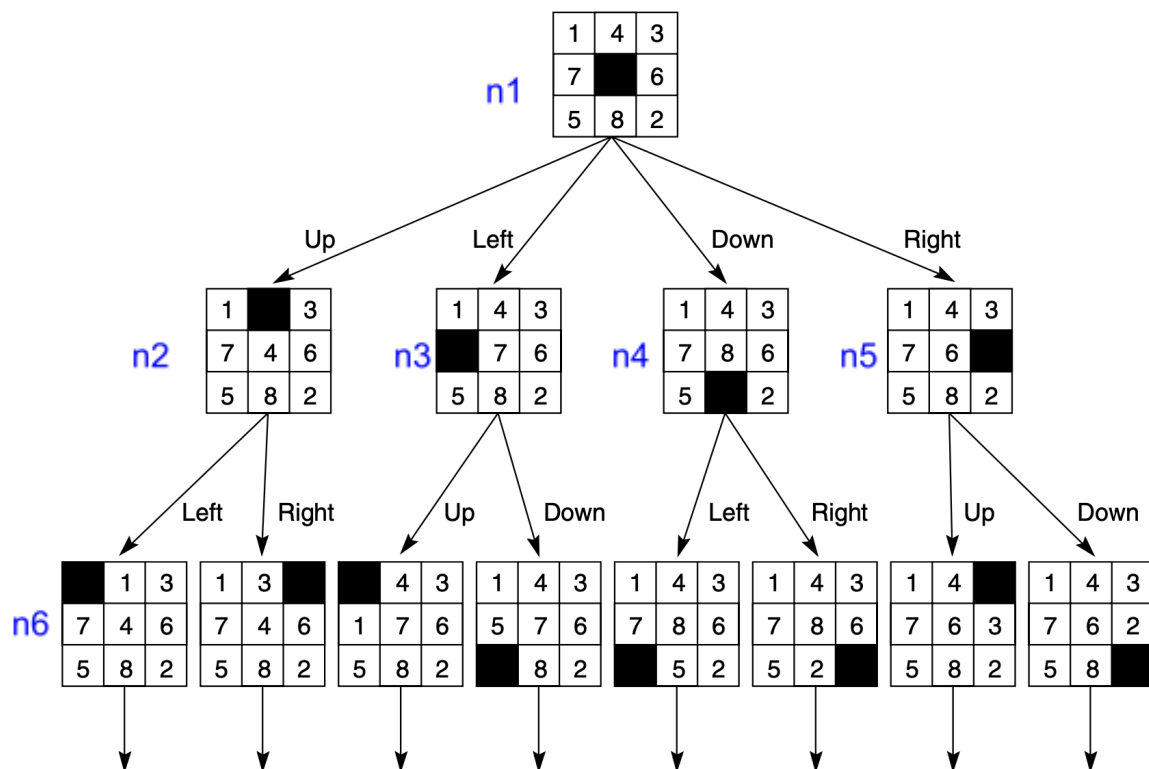 1 4 3
7 6
n1
5 8 2
Up Left Down Right
1 3 1 4 3 1 4 3 1 4 3
n2 7 4 6 n3 7 6 n4 7 8 6 n5 7 6
5 8 2 5 8 2 5 2 5 8 2
Left Right Up Down Left Right Up Down
1 3 1 3 4 3 1 4 3 1 4 3 1 4 3 1 4 1 4 3
n6 7 4 6 7 4 6 1 7 6 5 7 6 7 8 6 7 8 6 7 6 3 7 6 2
5 8 2 5 8 2 5 8 2 8 2 5 2 5 2 5 8 2 5 8